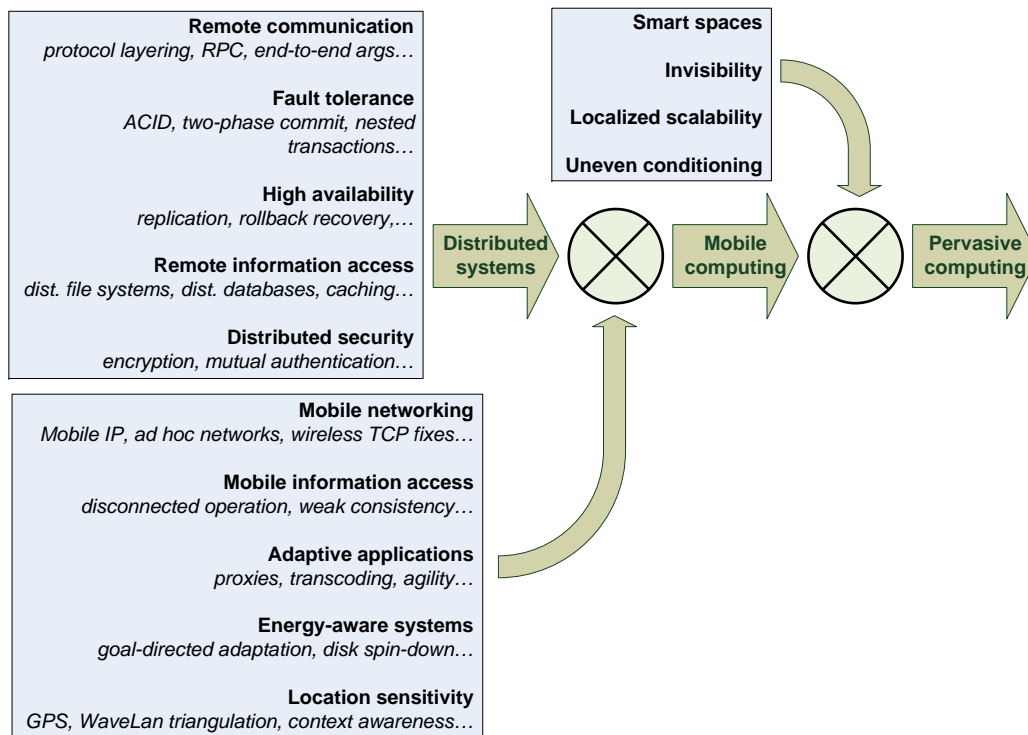 Remote communication
protocol layering, RPC, end-to-end args…
Fault tolerance
ACID, two-phase commit, nested
transactions…
High availability
replication, rollback recovery,…
Remote information access
dist. file systems, dist. databases, caching…
Distributed security
encryption, mutual authentication…
Smart spaces
Invisibility
Localized scalability
Uneven conditioning
Distributed
systems
Mobile
computing
Pervasive
computing
Mobile networking
Mobile IP, ad hoc networks, wireless TCP fixes…
Mobile information access
disconnected operation, weak consistency…
Adaptive applications
proxies, transcoding, agility…
Energy-aware systems
goal-directed adaptation, disk spin-down…
Location sensitivity
GPS, WaveLan triangulation, context awareness…